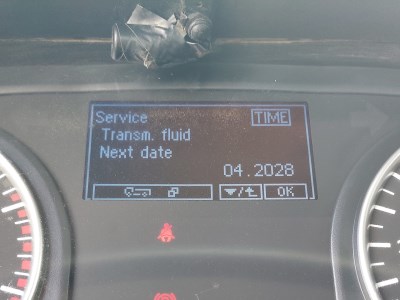 Service TIME
Transm. fluid
Next date
04.2028
OK